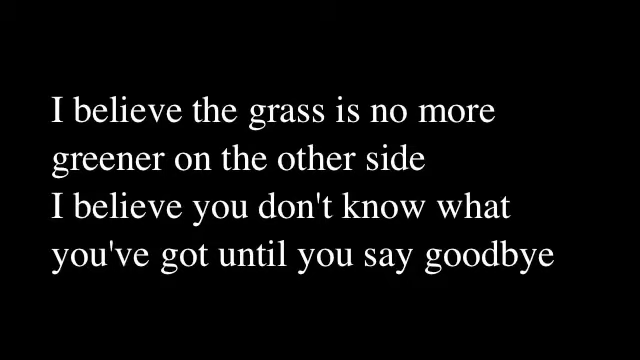 I believe the grass is no more
greener on the other side
I believe you don't know what
you've got until you say goodbye